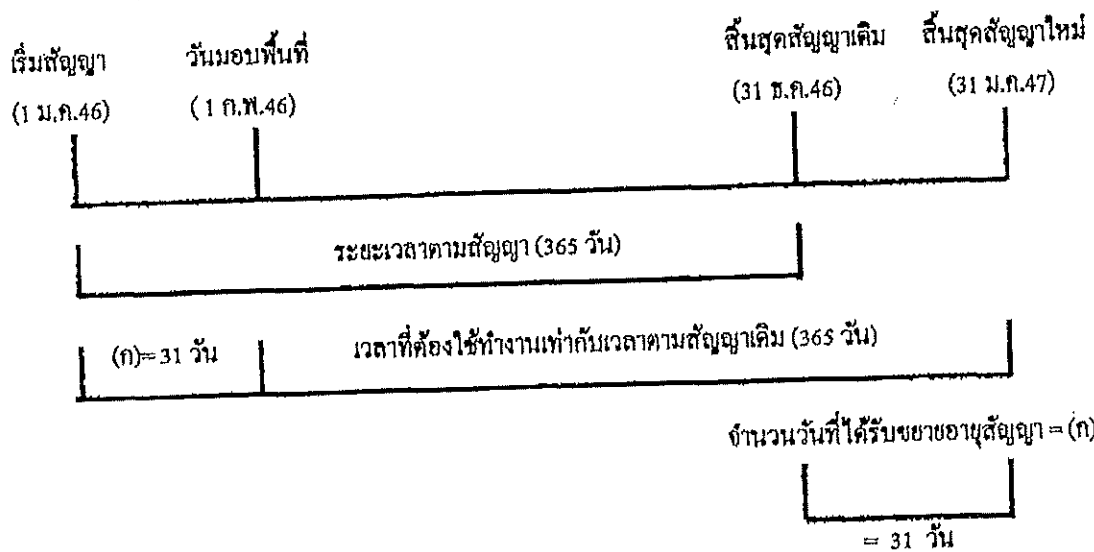 เริ่มสัญญา
(1 ม.ค.46)
วันมอบพื้นที่
( 1 ก.พ.46)
สิ้นสุดสัญญาเดิม
(31 ธ.ค.46)
สิ้นสุดสัญญาใหม่
(31 ม.ค.47)
ระยะเวลาตามสัญญา (365 วัน)
(ก)= 31 วัน
เวลาที่ต้องใช้ทำงานเท่ากับเวลาตามสัญญาเดิม (365 วัน)
จำนวนวันที่ได้รับขยายอายุสัญญา = (ก)
= 31 วัน